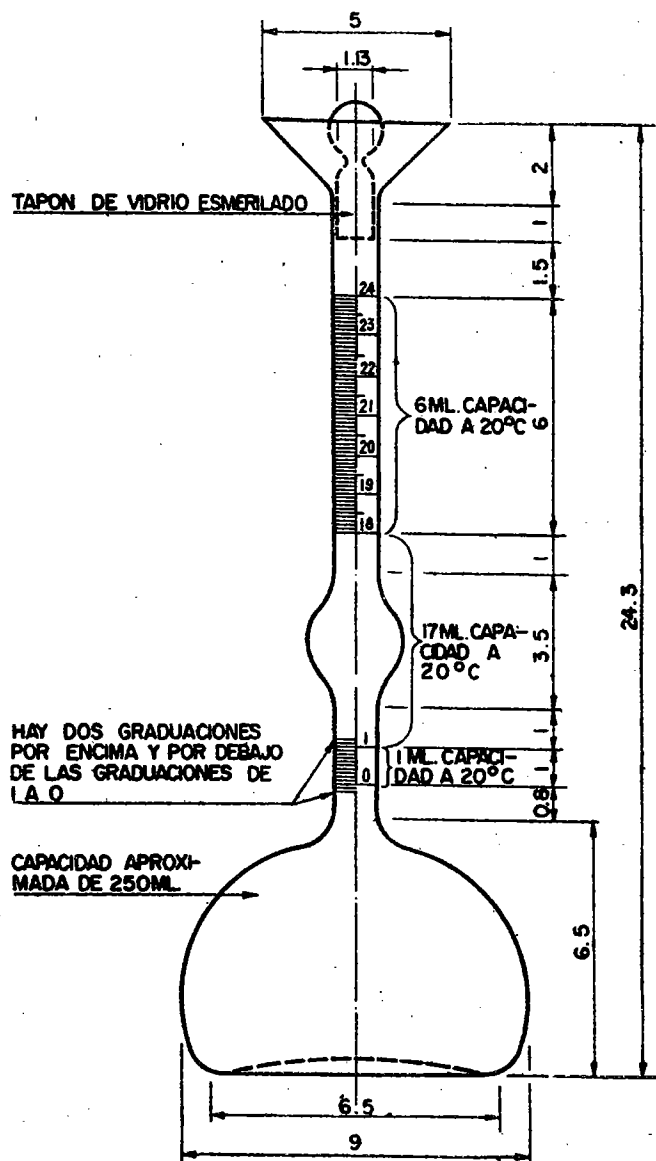 5
1.13
TAPON DE VIDRIO ESMERILADO
2
1
1.5
24
23
22
21
20
19
18
6ML. CAPACI-
DAD A 20°C
6
1
24.3
17ML. CAPA-
CIDAD A
20°C
3.5
HAY DOS GRADUACIONES
POR ENCIMA Y POR DEBAJO
DE LAS GRADUACIONES DE
1 A 0
1
1
0
1 ML. CAPACI-
DAD A 20°C
1
0.8
CAPACIDAD APROXI-
MADA DE 250ML.
6.5
6.5
9